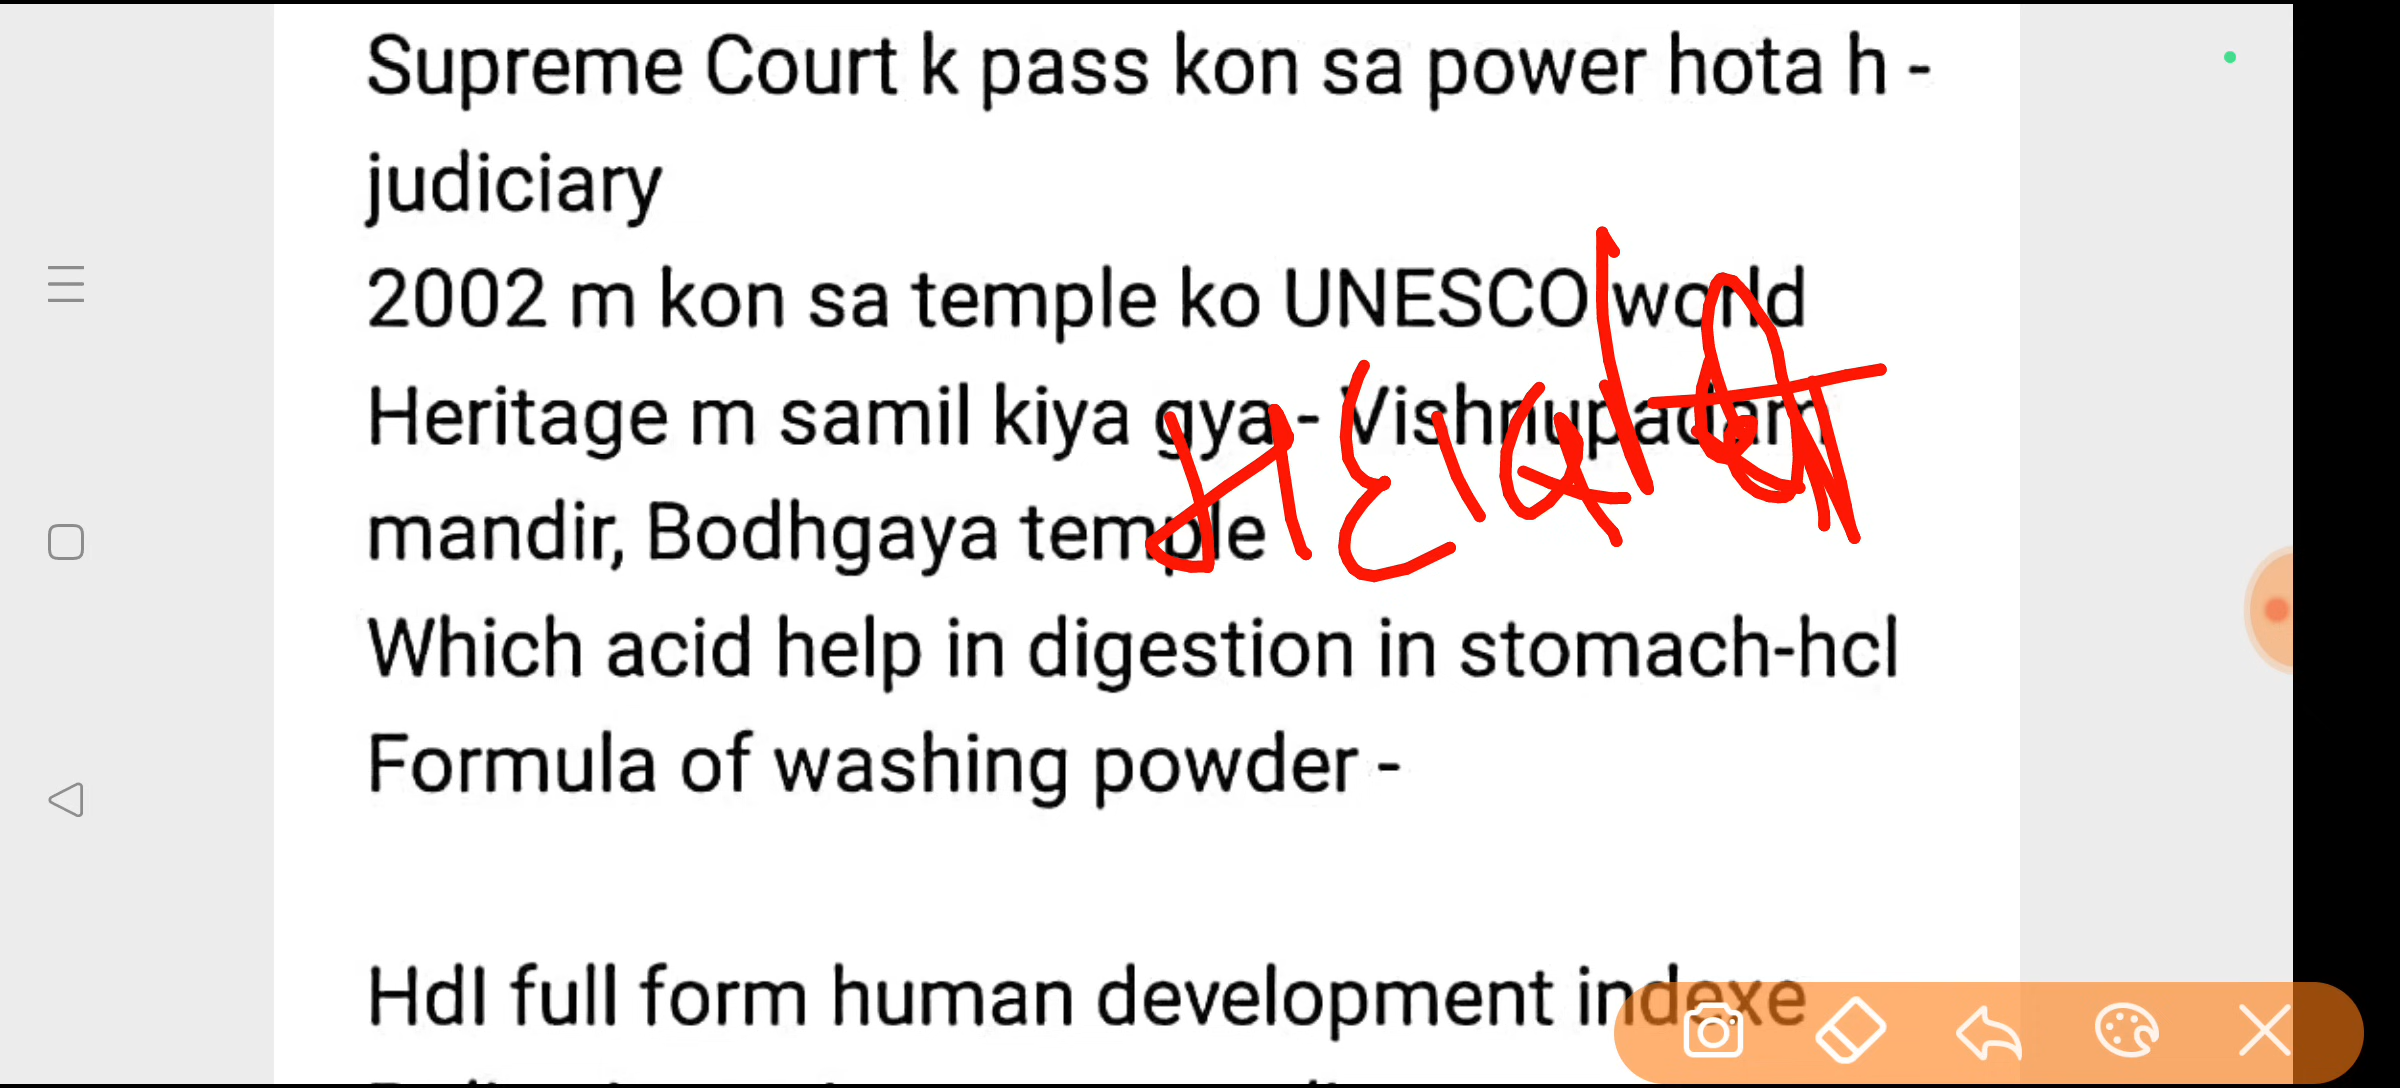 Supreme Court k pass kon sa power hota h -
judiciary
2002 m kon sa temple ko UNESCO world
Heritage m samil kiya gya - Vishnupadam
mandir, Bodhgaya temple
Which acid help in digestion in stomach-hcl
Formula of washing powder -
HdI full form human development indexe